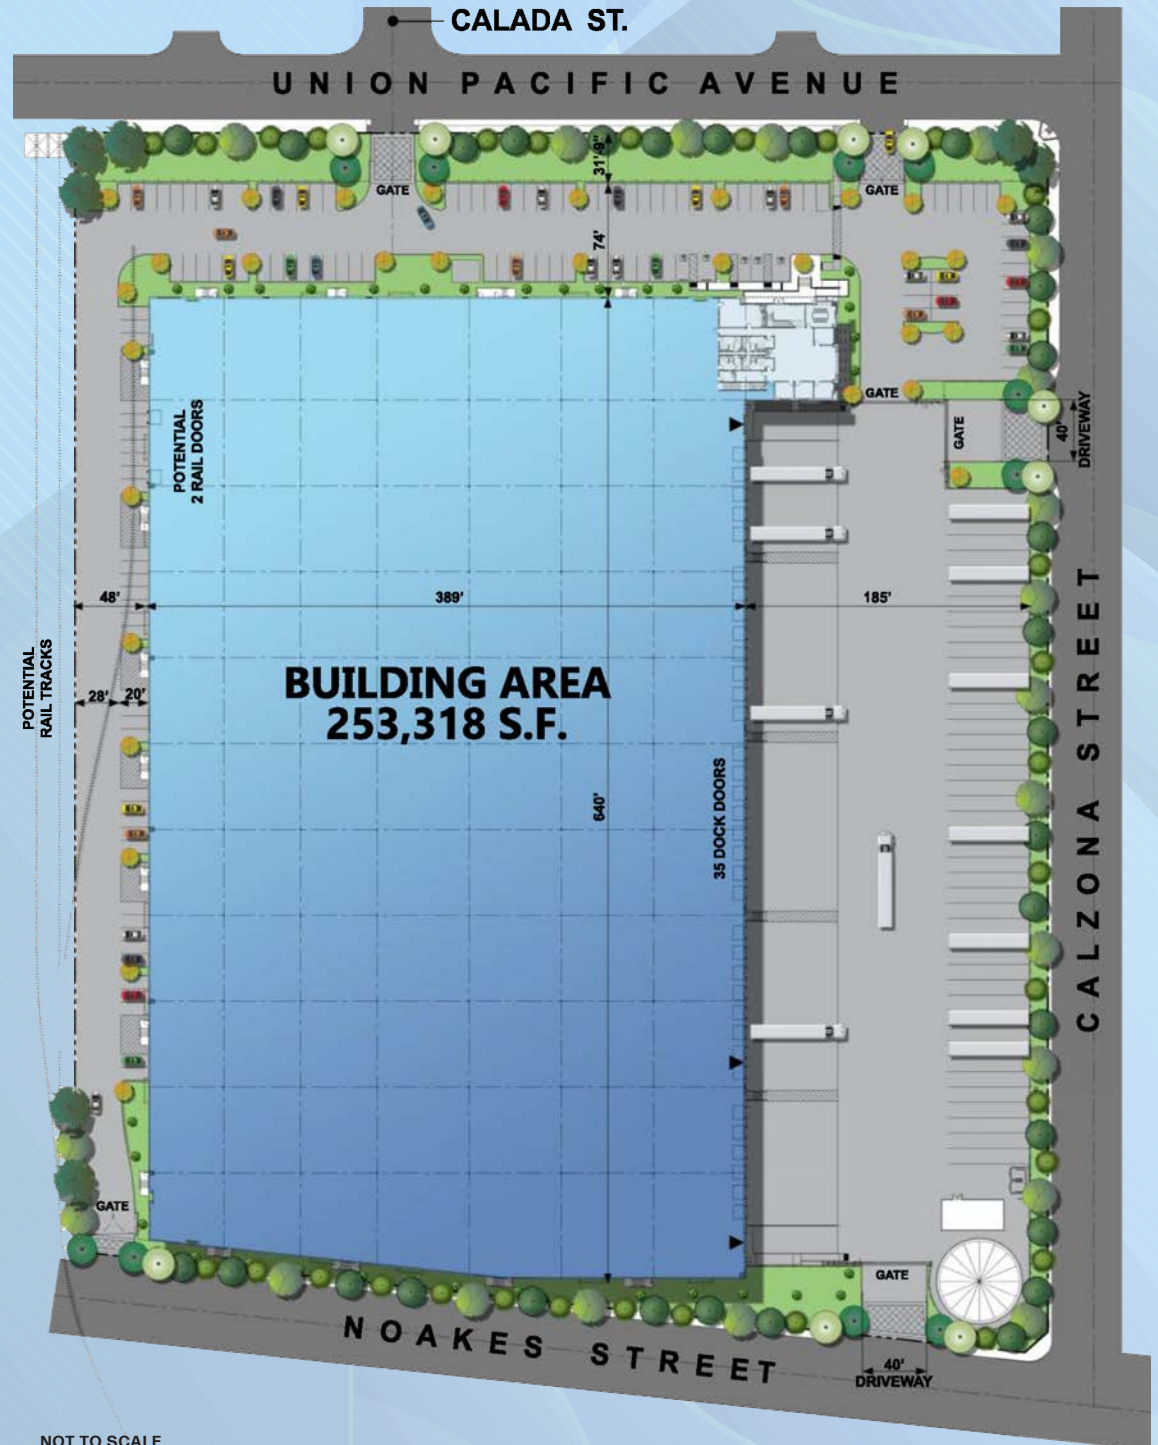 CALADA ST.
UNION PACIFIC AVENUE
31'-9"
GATE
GATE
74'
GATE
GATE
40'
DRIVEWAY
POTENTIAL
2 RAIL DOORS
48'
389'
185'
POTENTIAL
RAIL TRACKS
28'
20'
BUILDING AREA
253,318 S.F.
640'
35 DOCK DOORS
CALZONA STREET
GATE
GATE
NOAKES STREET
40'
DRIVEWAY
NOT TO SCALE